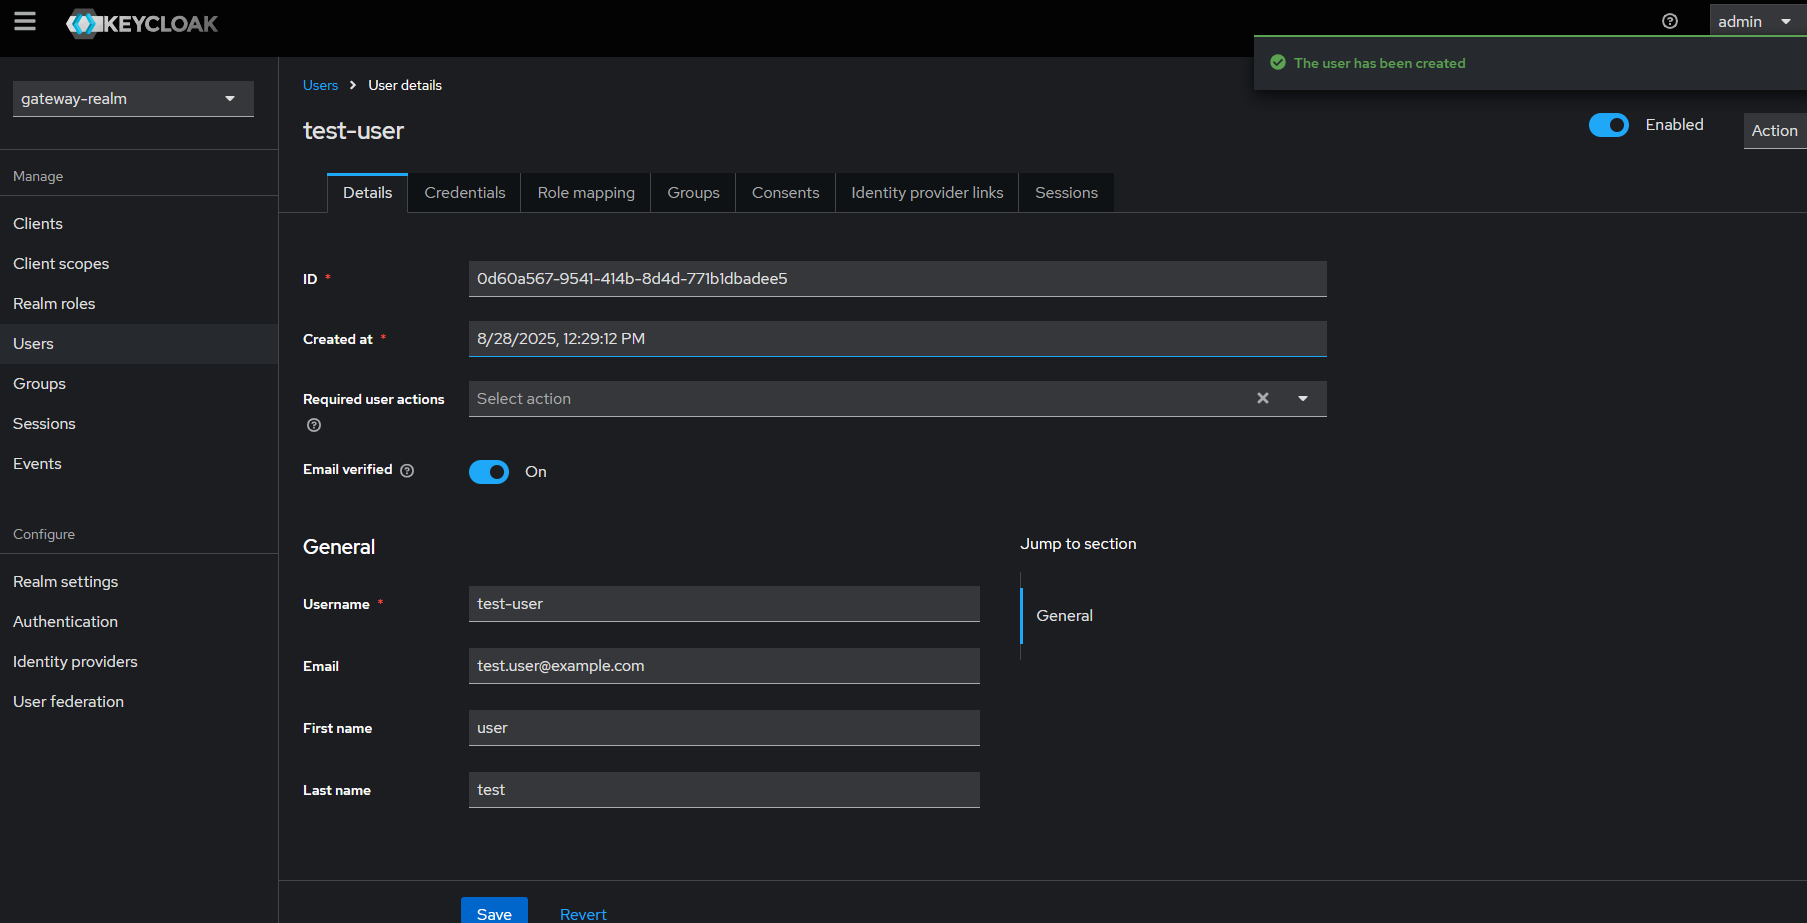 KEYCLOAK
admin
The user has been created
gateway-realm
Manage
Clients
Client scopes
Realm roles
Users
Groups
Sessions
Events
Configure
Realm settings
Authentication
Identity providers
User federation
Users > User details
test-user
Enabled
Action
Details Credentials Role mapping Groups Consents Identity provider links Sessions
ID * 0d60a567-9541-414b-8d4d-771b1dbadee5
Created at * 8/28/2025, 12:29:12 PM
Required user actions Select action
Email verified On
General
Username * test-user
Email test.user@example.com
First name user
Last name test
Jump to section
General
Save Revert